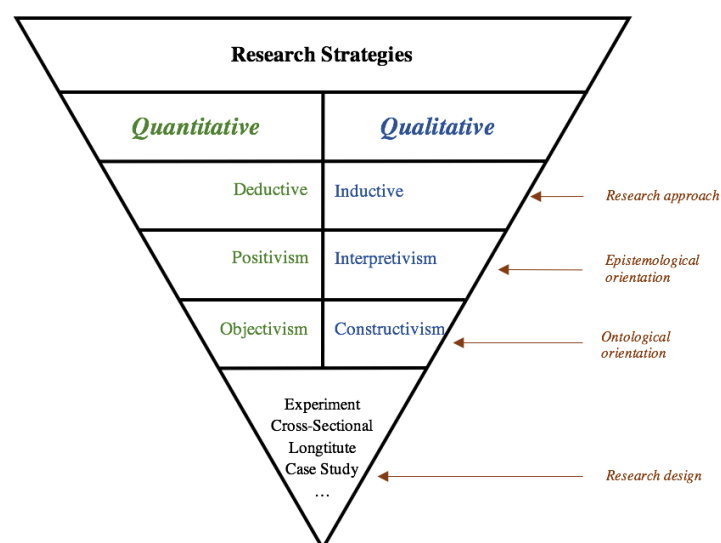 Research Strategies
Quantitative
Qualitative
Deductive
Inductive
Research approach
Positivism
Interpretivism
Epistemological
orientation
Objectivism
Constructivism
Ontological
orientation
Experiment
Cross-Sectional
Longtitute
Case Study
...
Research design